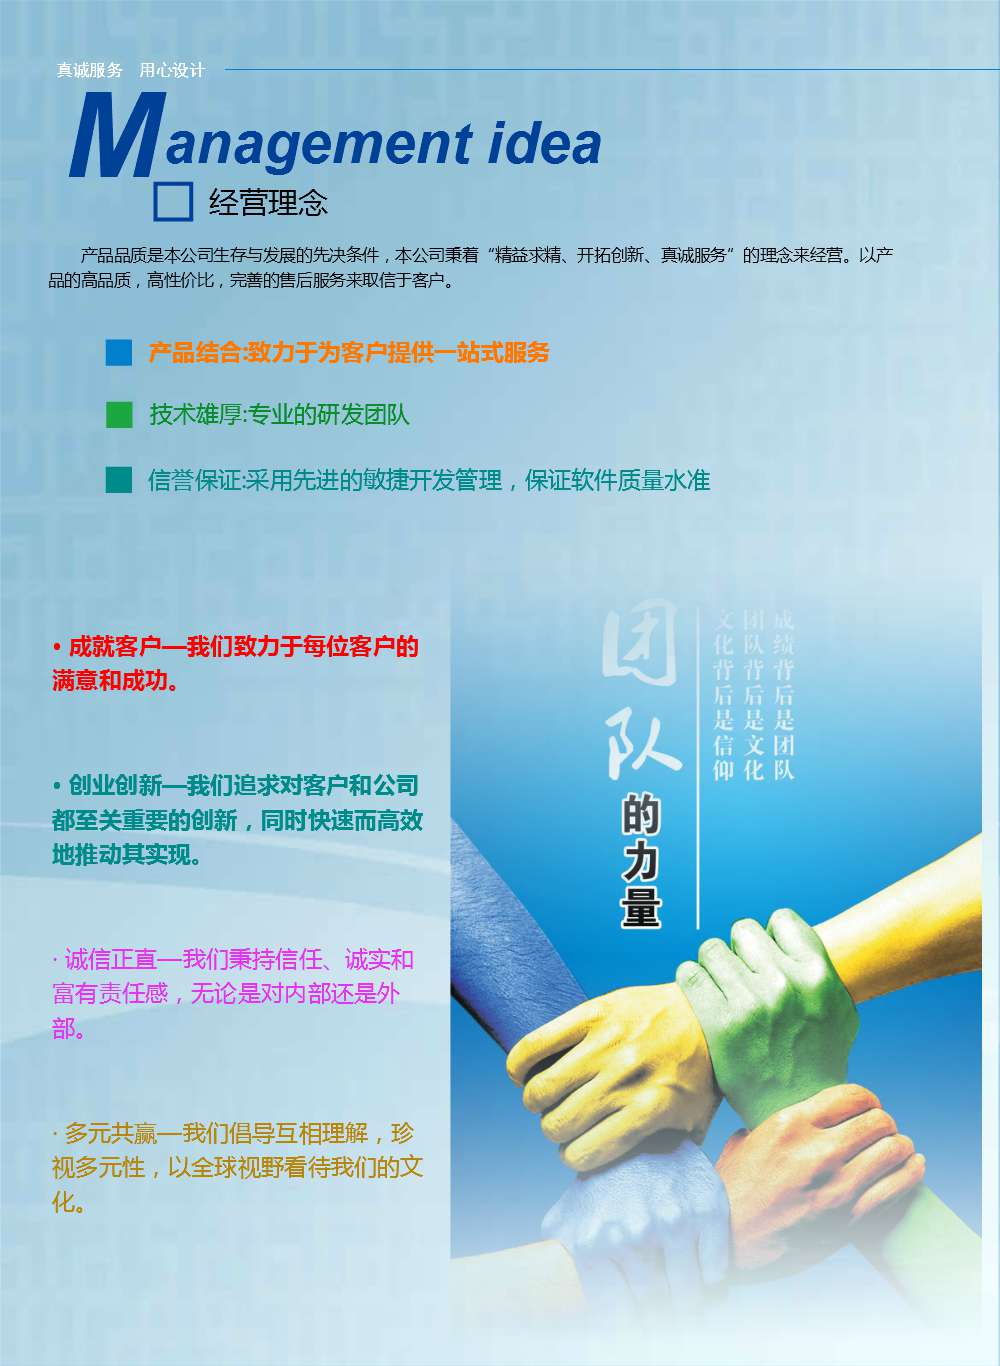 真诚服务 用心设计
Management idea
经营理念
产品品质是本公司生存与发展的先决条件，本公司秉着“精益求精、开拓创新、真诚服务”的理念来经营。以产
品的高品质，高性价比，完善的售后服务来取信于客户。
产品结合:致力于为客户提供一站式服务
技术雄厚:专业的研发团队
信誉保证:采用先进的敏捷开发管理，保证软件质量水准
• 成就客户—我们致力于每位客户的
满意和成功。
• 创业创新—我们追求对客户和公司
都至关重要的创新，同时快速而高效
地推动其实现。
· 诚信正直—我们秉持信任、诚实和
富有责任感，无论是对内部还是外
部。
· 多元共赢—我们倡导互相理解，珍
视多元性，以全球视野看待我们的文
化。
团队的力量
成绩背后是团队
团队背后是文化
文化背后是信仰